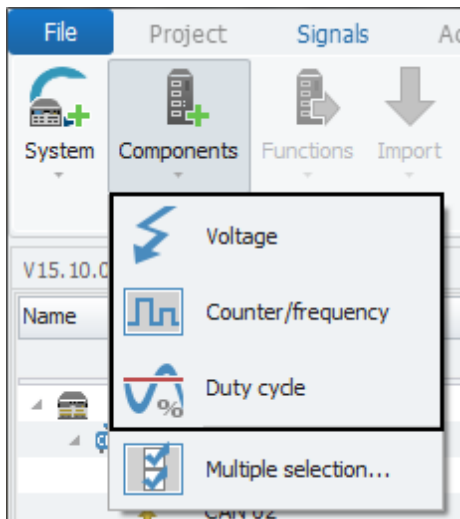 File Project Signals
System Components Functions Import
Voltage
V15.10.0
Name
Counter/frequency
Duty cycle
%
Multiple selection...
CAN 02